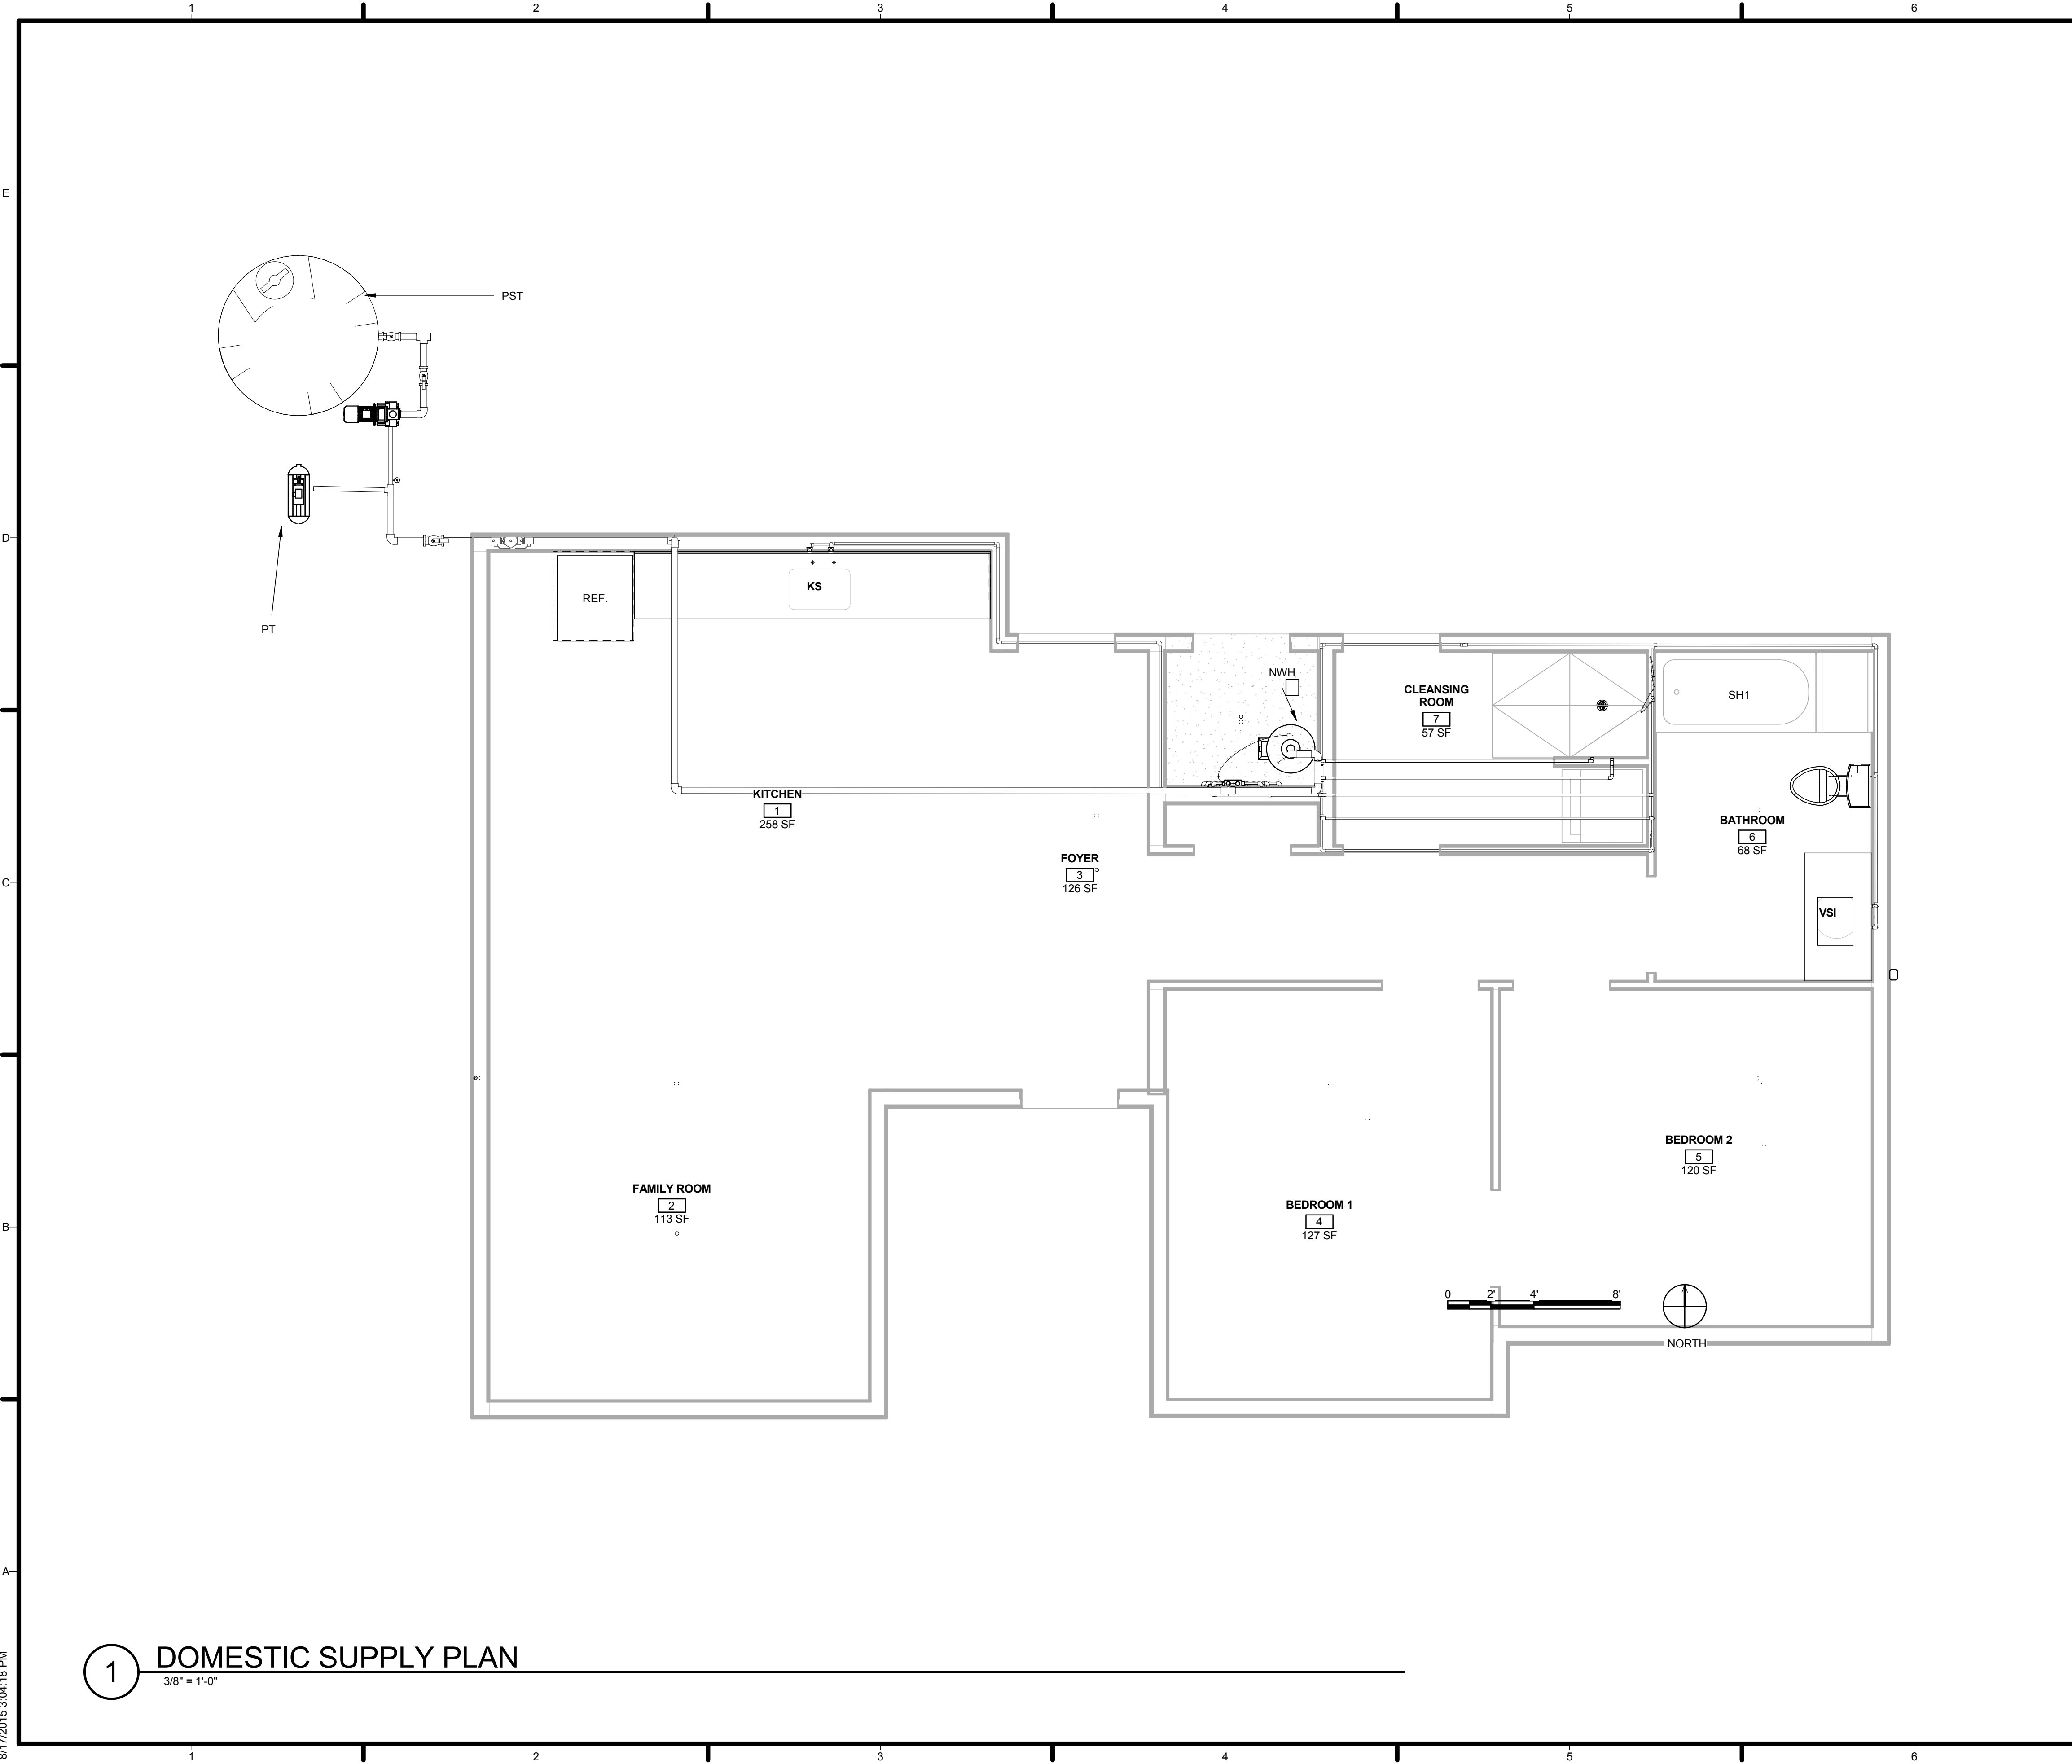 1 2 3 4 5 6
E
PST
D
KS
REF.
PT
NWH
CLEANSING
ROOM
7
57 SF
SH1
KITCHEN
1
258 SF
BATHROOM
6
68 SF
FOYER
3
126 SF
C
VSI
BEDROOM 2
5
120 SF
FAMILY ROOM
2
113 SF
BEDROOM 1
4
127 SF
B
0 2' 4' 8'
NORTH
A
1 DOMESTIC SUPPLY PLAN
3/8" = 1'-0"
8/17/2015 3:04:18 PM
1 2 3 4 5 6